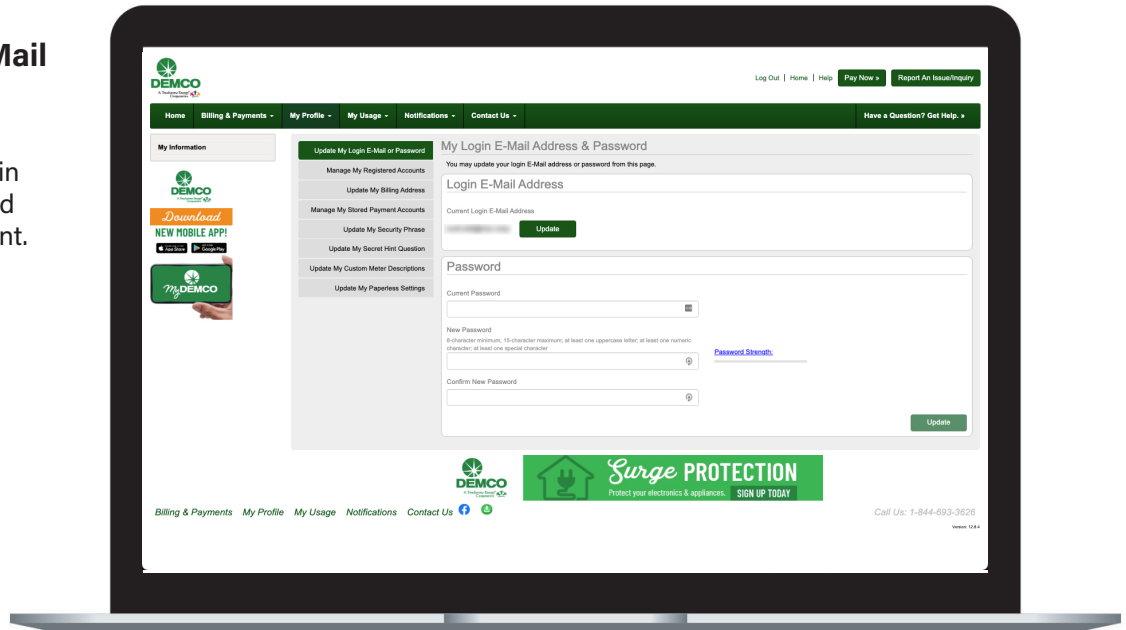 Mail
in
d
nt.
DEMCO
A Touchstone Energy® Cooperative
Log Out | Home | Help
Pay Now »
Report An Issue/Inquiry
Home
Billing & Payments
My Profile
My Usage
Notifications
Contact Us
Have a Question? Get Help. »
My Information
DEMCO
Download
NEW MOBILE APP!
App Store
Google Play
MyDEMCO
Update My Login E-Mail or Password
Manage My Registered Accounts
Update My Billing Address
Manage My Stored Payment Accounts
Update My Security Phrase
Update My Secret Hint Question
Update My Custom Meter Descriptions
Update My Paperless Settings
My Login E-Mail Address & Password
You may update your login E-Mail address or password from this page.
Login E-Mail Address
Current Login E-Mail Address
Update
Password
Current Password
New Password
8-character minimum; 15-character maximum; at least one uppercase letter; at least one numeric
character; at least one special character
Password Strength:
Confirm New Password
Update
DEMCO
Surge PROTECTION
Protect your electronics & appliances. SIGN UP TODAY
Billing & Payments My Profile My Usage Notifications Contact Us
Call Us: 1-844-693-3626
Version: 12.8.4